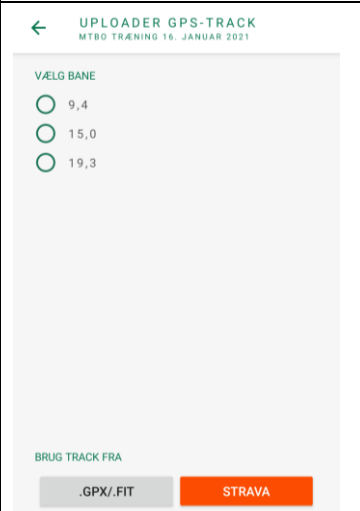 UPLOADER GPS-TRACK
MTBO TRÆNING 16. JANUAR 2021
VÆLG BANE
9,4
15,0
19,3
BRUG TRACK FRA
.GPX/.FIT
STRAVA